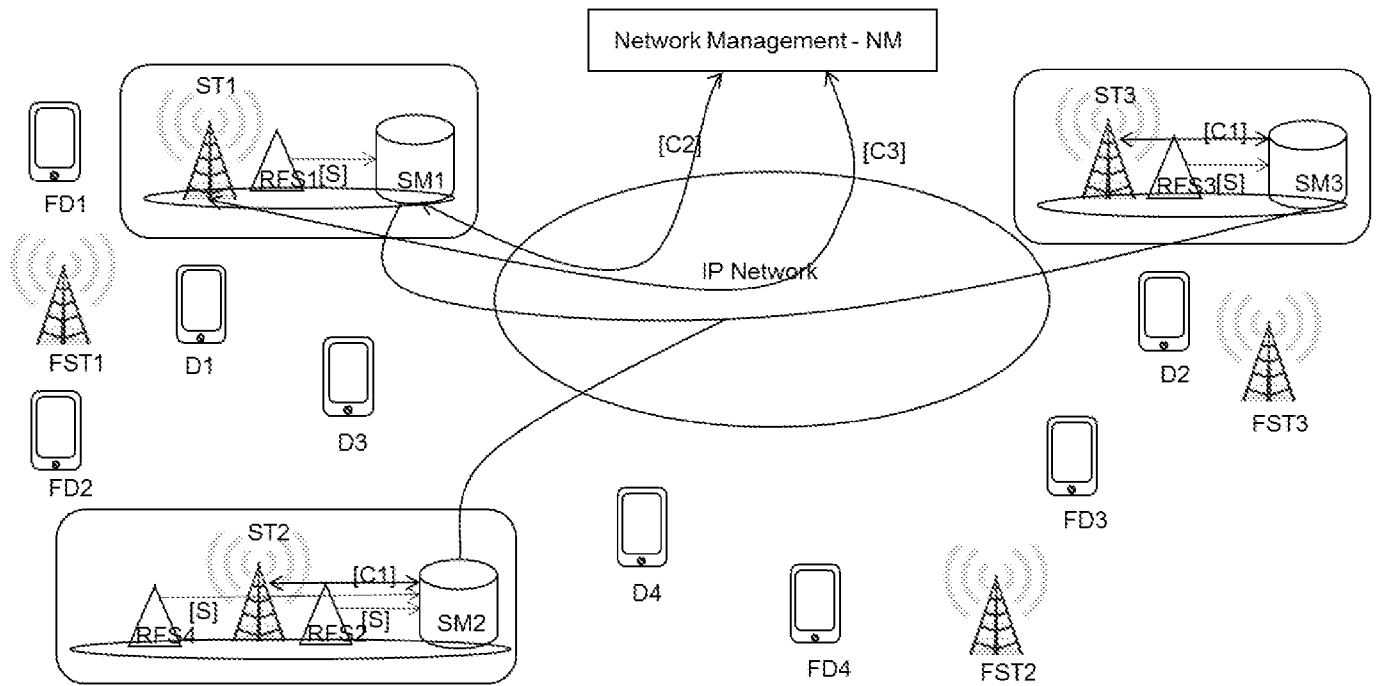 Network Management - NM
ST1
RFS1
[S]
SM1
[C2]
[C3]
ST3
[C1]
RFS3
[S]
SM3
FD1
IP Network
FST1
D1
D3
FD2
D2
FST3
FD3
ST2
[C1]
[S]
[S]
RFS4
RFS2
SM2
D4
FD4
FST2